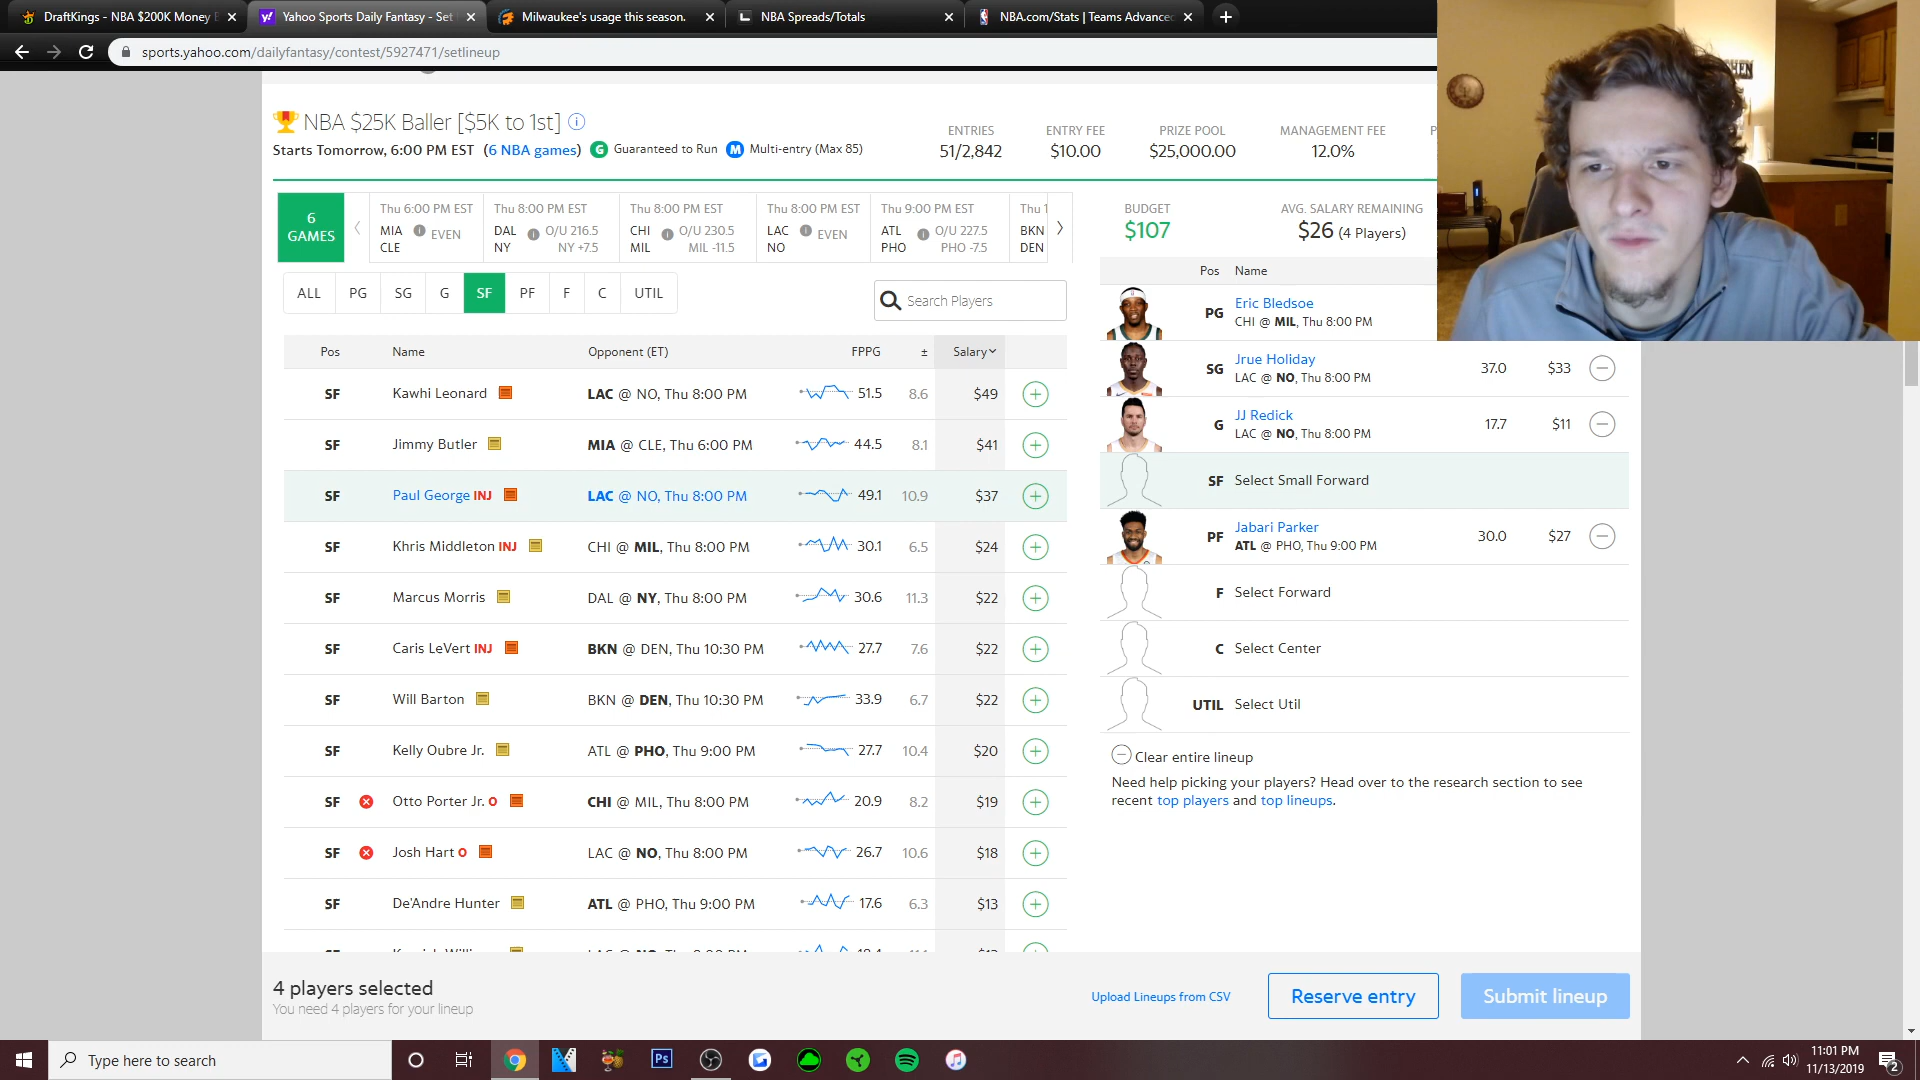 DraftKings - NBA $200K Money
Yahoo Sports Daily Fantasy - Set
Milwaukee's usage this season.
NBA Spreads/Totals
NBA.com/Stats | Teams Advanced
sports.yahoo.com/dailyfantasy/contest/5927471/setlineup
NBA $25K Baller [$5K to 1st]
Starts Tomorrow, 6:00 PM EST (6 NBA games) G Guaranteed to Run M Multi-entry (Max 85)
ENTRIES ENTRY FEE PRIZE POOL MANAGEMENT FEE
51/2,842 $10.00 $25,000.00 12.0%
6 GAMES
Thu 6:00 PM EST
MIA EVEN
CLE
Thu 8:00 PM EST
DAL O/U 216.5
NY NY +7.5
Thu 8:00 PM EST
CHI O/U 230.5
MIL MIL -11.5
Thu 8:00 PM EST
LAC EVEN
NO
Thu 9:00 PM EST
ATL O/U 227.5
PHO PHO -7.5
Thu 1
BKN
DEN
BUDGET
$107
AVG. SALARY REMAINING
$26 (4 Players)
ALL PG SG G SF PF F C UTIL
Search Players
Pos Name Opponent (ET) FPPG ± Salary
SF Kawhi Leonard LAC @ NO, Thu 8:00 PM 51.5 8.6 $49
SF Jimmy Butler MIA @ CLE, Thu 6:00 PM 44.5 8.1 $41
SF Paul George INJ LAC @ NO, Thu 8:00 PM 49.1 10.9 $37
SF Khris Middleton INJ CHI @ MIL, Thu 8:00 PM 30.1 6.5 $24
SF Marcus Morris DAL @ NY, Thu 8:00 PM 30.6 11.3 $22
SF Caris LeVert INJ BKN @ DEN, Thu 10:30 PM 27.7 7.6 $22
SF Will Barton BKN @ DEN, Thu 10:30 PM 33.9 6.7 $22
SF Kelly Oubre Jr. ATL @ PHO, Thu 9:00 PM 27.7 10.4 $20
SF Otto Porter Jr. O CHI @ MIL, Thu 8:00 PM 20.9 8.2 $19
SF Josh Hart O LAC @ NO, Thu 8:00 PM 26.7 10.6 $18
SF De'Andre Hunter ATL @ PHO, Thu 9:00 PM 17.6 6.3 $13
Pos Name
PG Eric Bledsoe
CHI @ MIL, Thu 8:00 PM
SG Jrue Holiday 37.0 $33
LAC @ NO, Thu 8:00 PM
G JJ Redick 17.7 $11
LAC @ NO, Thu 8:00 PM
SF Select Small Forward
PF Jabari Parker 30.0 $27
ATL @ PHO, Thu 9:00 PM
F Select Forward
C Select Center
UTIL Select Util
Clear entire lineup
Need help picking your players? Head over to the research section to see
recent top players and top lineups.
4 players selected
You need 4 players for your lineup
Upload Lineups from CSV
Reserve entry
Submit lineup
Type here to search
Ps
11:01 PM
11/13/2019
2